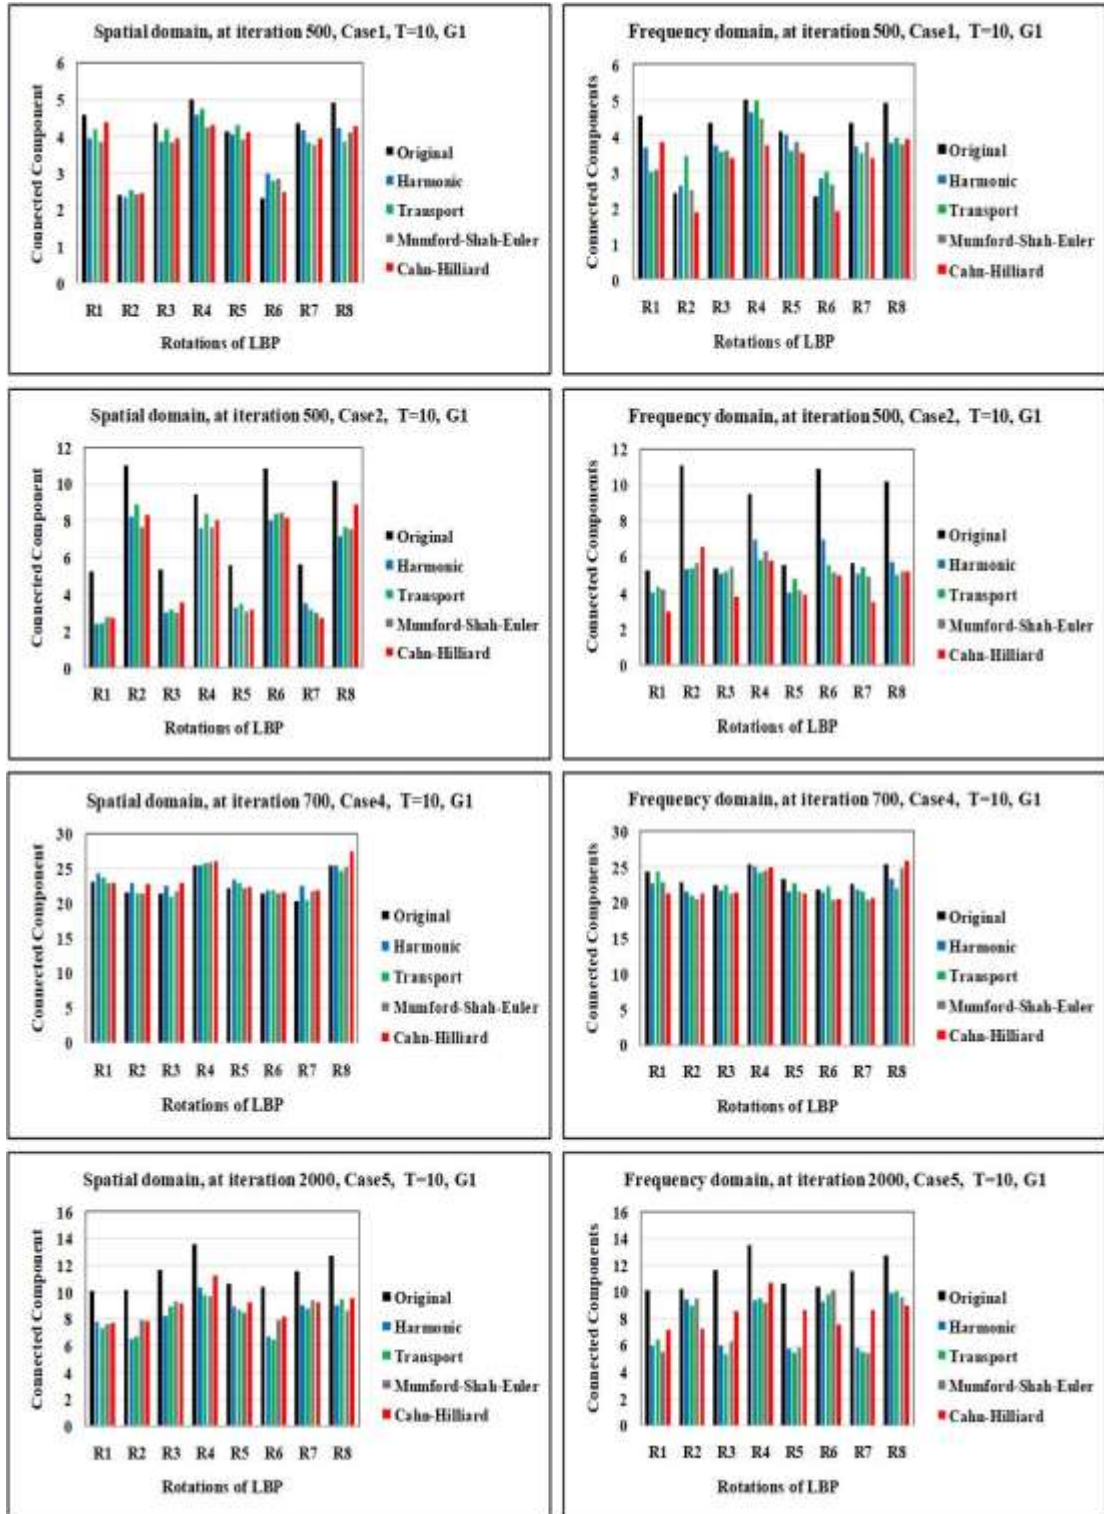 Spatial domain, at iteration 500, Case1, T=10, G1
Connected Component
6
5
4
3
2
1
0
R1 R2 R3 R4 R5 R6 R7 R8
Rotations of LBP
Original
Harmonic
Transport
Mumford-Shah-Euler
Cahn-Hilliard
Frequency domain, at iteration 500, Case1, T=10, G1
Connected Components
6
5
4
3
2
1
0
R1 R2 R3 R4 R5 R6 R7 R8
Rotations of LBP
Original
Harmonic
Transport
Mumford-Shah-Euler
Cahn-Hilliard
Spatial domain, at iteration 500, Case2, T=10, G1
Connected Component
12
10
8
6
4
2
0
R1 R2 R3 R4 R5 R6 R7 R8
Rotations of LBP
Original
Harmonic
Transport
Mumford-Shah-Euler
Cahn-Hilliard
Frequency domain, at iteration 500, Case2, T=10, G1
Connected Components
12
10
8
6
4
2
0
R1 R2 R3 R4 R5 R6 R7 R8
Rotations of LBP
Original
Harmonic
Transport
Mumford-Shah-Euler
Cahn-Hilliard
Spatial domain, at iteration 700, Case4, T=10, G1
Connected Component
30
25
20
15
10
5
0
R1 R2 R3 R4 R5 R6 R7 R8
Rotations of LBP
Original
Harmonic
Transport
Mumford-Shah-Euler
Cahn-Hilliard
Frequency domain, at iteration 700, Case4, T=10, G1
Connected Components
30
25
20
15
10
5
0
R1 R2 R3 R4 R5 R6 R7 R8
Rotations of LBP
Original
Harmonic
Transport
Mumford-Shah-Euler
Cahn-Hilliard
Spatial domain, at iteration 2000, Case5, T=10, G1
Connected Component
16
14
12
10
8
6
4
2
0
R1 R2 R3 R4 R5 R6 R7 R8
Rotations of LBP
Original
Harmonic
Transport
Mumford-Shah-Euler
Cahn-Hilliard
Frequency domain, at iteration 2000, Case5, T=10, G1
Connected Components
16
14
12
10
8
6
4
2
0
R1 R2 R3 R4 R5 R6 R7 R8
Rotations of LBP
Original
Harmonic
Transport
Mumford-Shah-Euler
Cahn-Hilliard